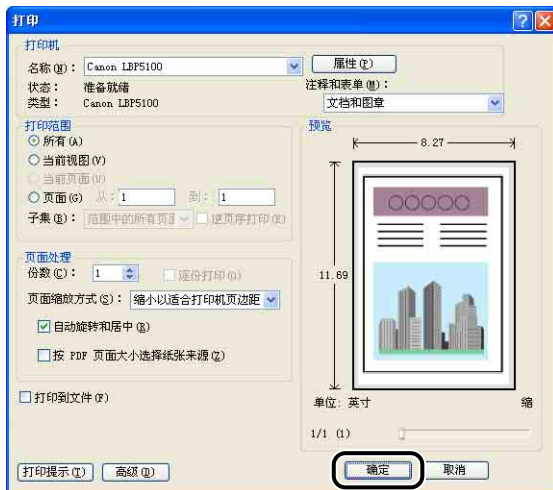 打印
打印机
名称(N): Canon LBP5100
属性(P)
状态: 准备就绪
注释和表单(M):
类型: Canon LBP5100
文档和图章
打印范围
所有(A)
当前视图(V)
当前页面(U)
页面(G) 从: 1 到: 1
子集(B): 范围中的所有页面 逆页序打印(E)
预览
8.27
11.69
单位: 英寸 缩
1/1 (1)
页面处理
份数(C): 1 逐份打印(O)
页面缩放方式(S): 缩小以适合打印机页边距
自动旋转和居中(R)
按 PDF 页面大小选择纸张来源(Z)
打印到文件(F)
打印提示(T) 高级(D) 确定 取消